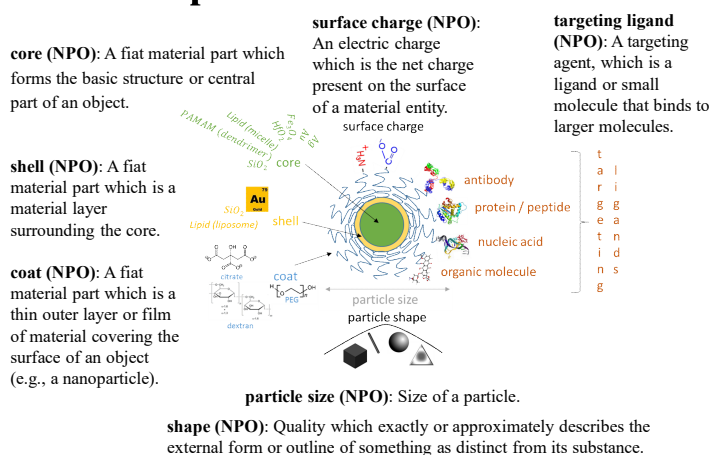 surface charge (NPO):
An electric charge
which is the net charge
present on the surface
of a material entity.
targeting ligand
(NPO): A targeting
agent, which is a
ligand or small
molecule that binds to
larger molecules.
core (NPO): A fiat material part which
forms the basic structure or central
part of an object.
shell (NPO): A fiat
material part which is a
material layer
surrounding the core.
coat (NPO): A fiat
material part which is a
thin outer layer or film
of material covering the
surface of an object
(e.g., a nanoparticle).
PAMAM (dendrimer)
Lipid (micelle)
HfO₂
Fe₃O₄
Au
Ag
SiO₂
core
surface charge
+H₃N
antibody
protein / peptide
nucleic acid
organic molecule
targeting
ligands
79
Au
Gold
SiO₂
Lipid (liposome)
shell
citrate
coat
PEG
dextran
particle size
particle shape
particle size (NPO): Size of a particle.
shape (NPO): Quality which exactly or approximately describes the
external form or outline of something as distinct from its substance.